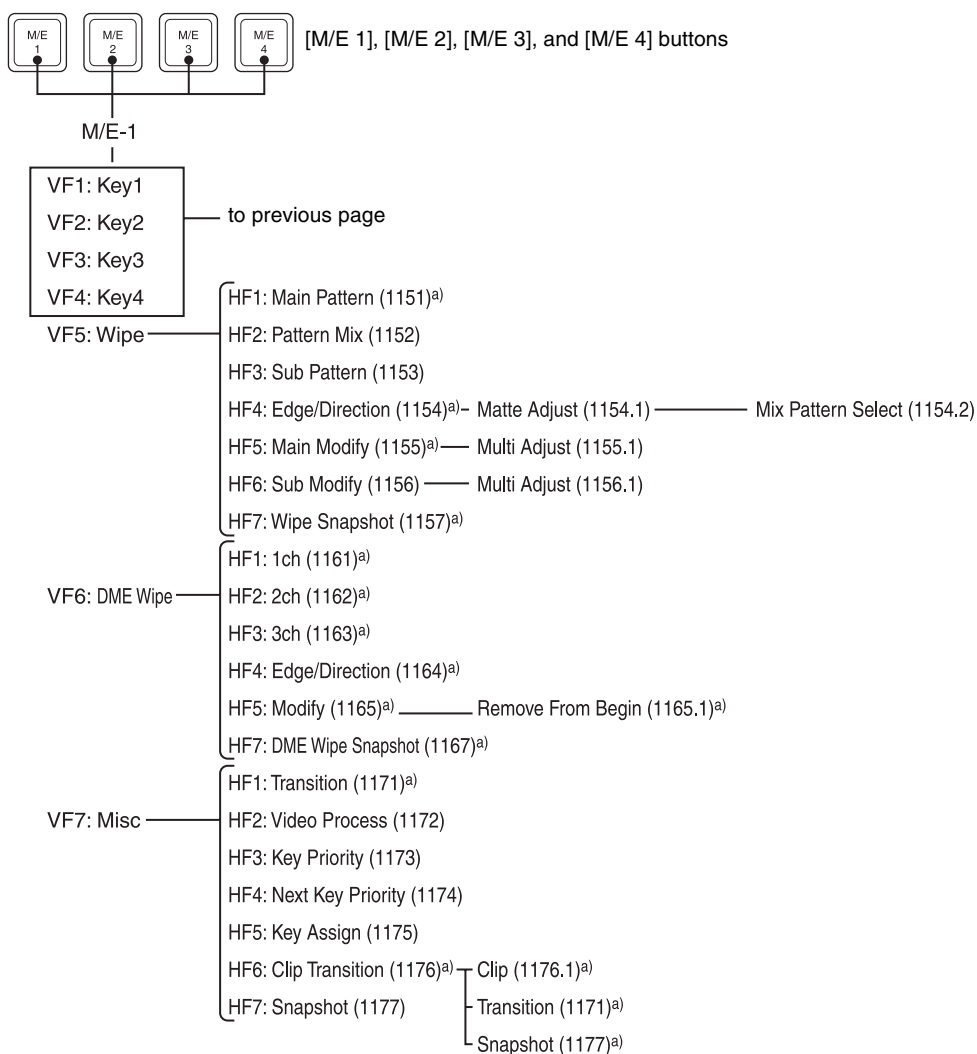 M/E 1 M/E 2 M/E 3 M/E 4 [M/E 1], [M/E 2], [M/E 3], and [M/E 4] buttons
M/E-1
VF1: Key1
VF2: Key2
to previous page
VF3: Key3
VF4: Key4
HF1: Main Pattern (1151)a)
VF5: Wipe
HF2: Pattern Mix (1152)
HF3: Sub Pattern (1153)
HF4: Edge/Direction (1154)a) Matte Adjust (1154.1) Mix Pattern Select (1154.2)
HF5: Main Modify (1155)a) Multi Adjust (1155.1)
HF6: Sub Modify (1156) Multi Adjust (1156.1)
HF7: Wipe Snapshot (1157)a)
HF1: 1ch (1161)a)
VF6: DME Wipe
HF2: 2ch (1162)a)
HF3: 3ch (1163)a)
HF4: Edge/Direction (1164)a)
HF5: Modify (1165)a) Remove From Begin (1165.1)a)
HF7: DME Wipe Snapshot (1167)a)
HF1: Transition (1171)a)
VF7: Misc
HF2: Video Process (1172)
HF3: Key Priority (1173)
HF4: Next Key Priority (1174)
HF5: Key Assign (1175)
HF6: Clip Transition (1176)a) Clip (1176.1)a)
HF7: Snapshot (1177) Transition (1171)a)
Snapshot (1177)a)